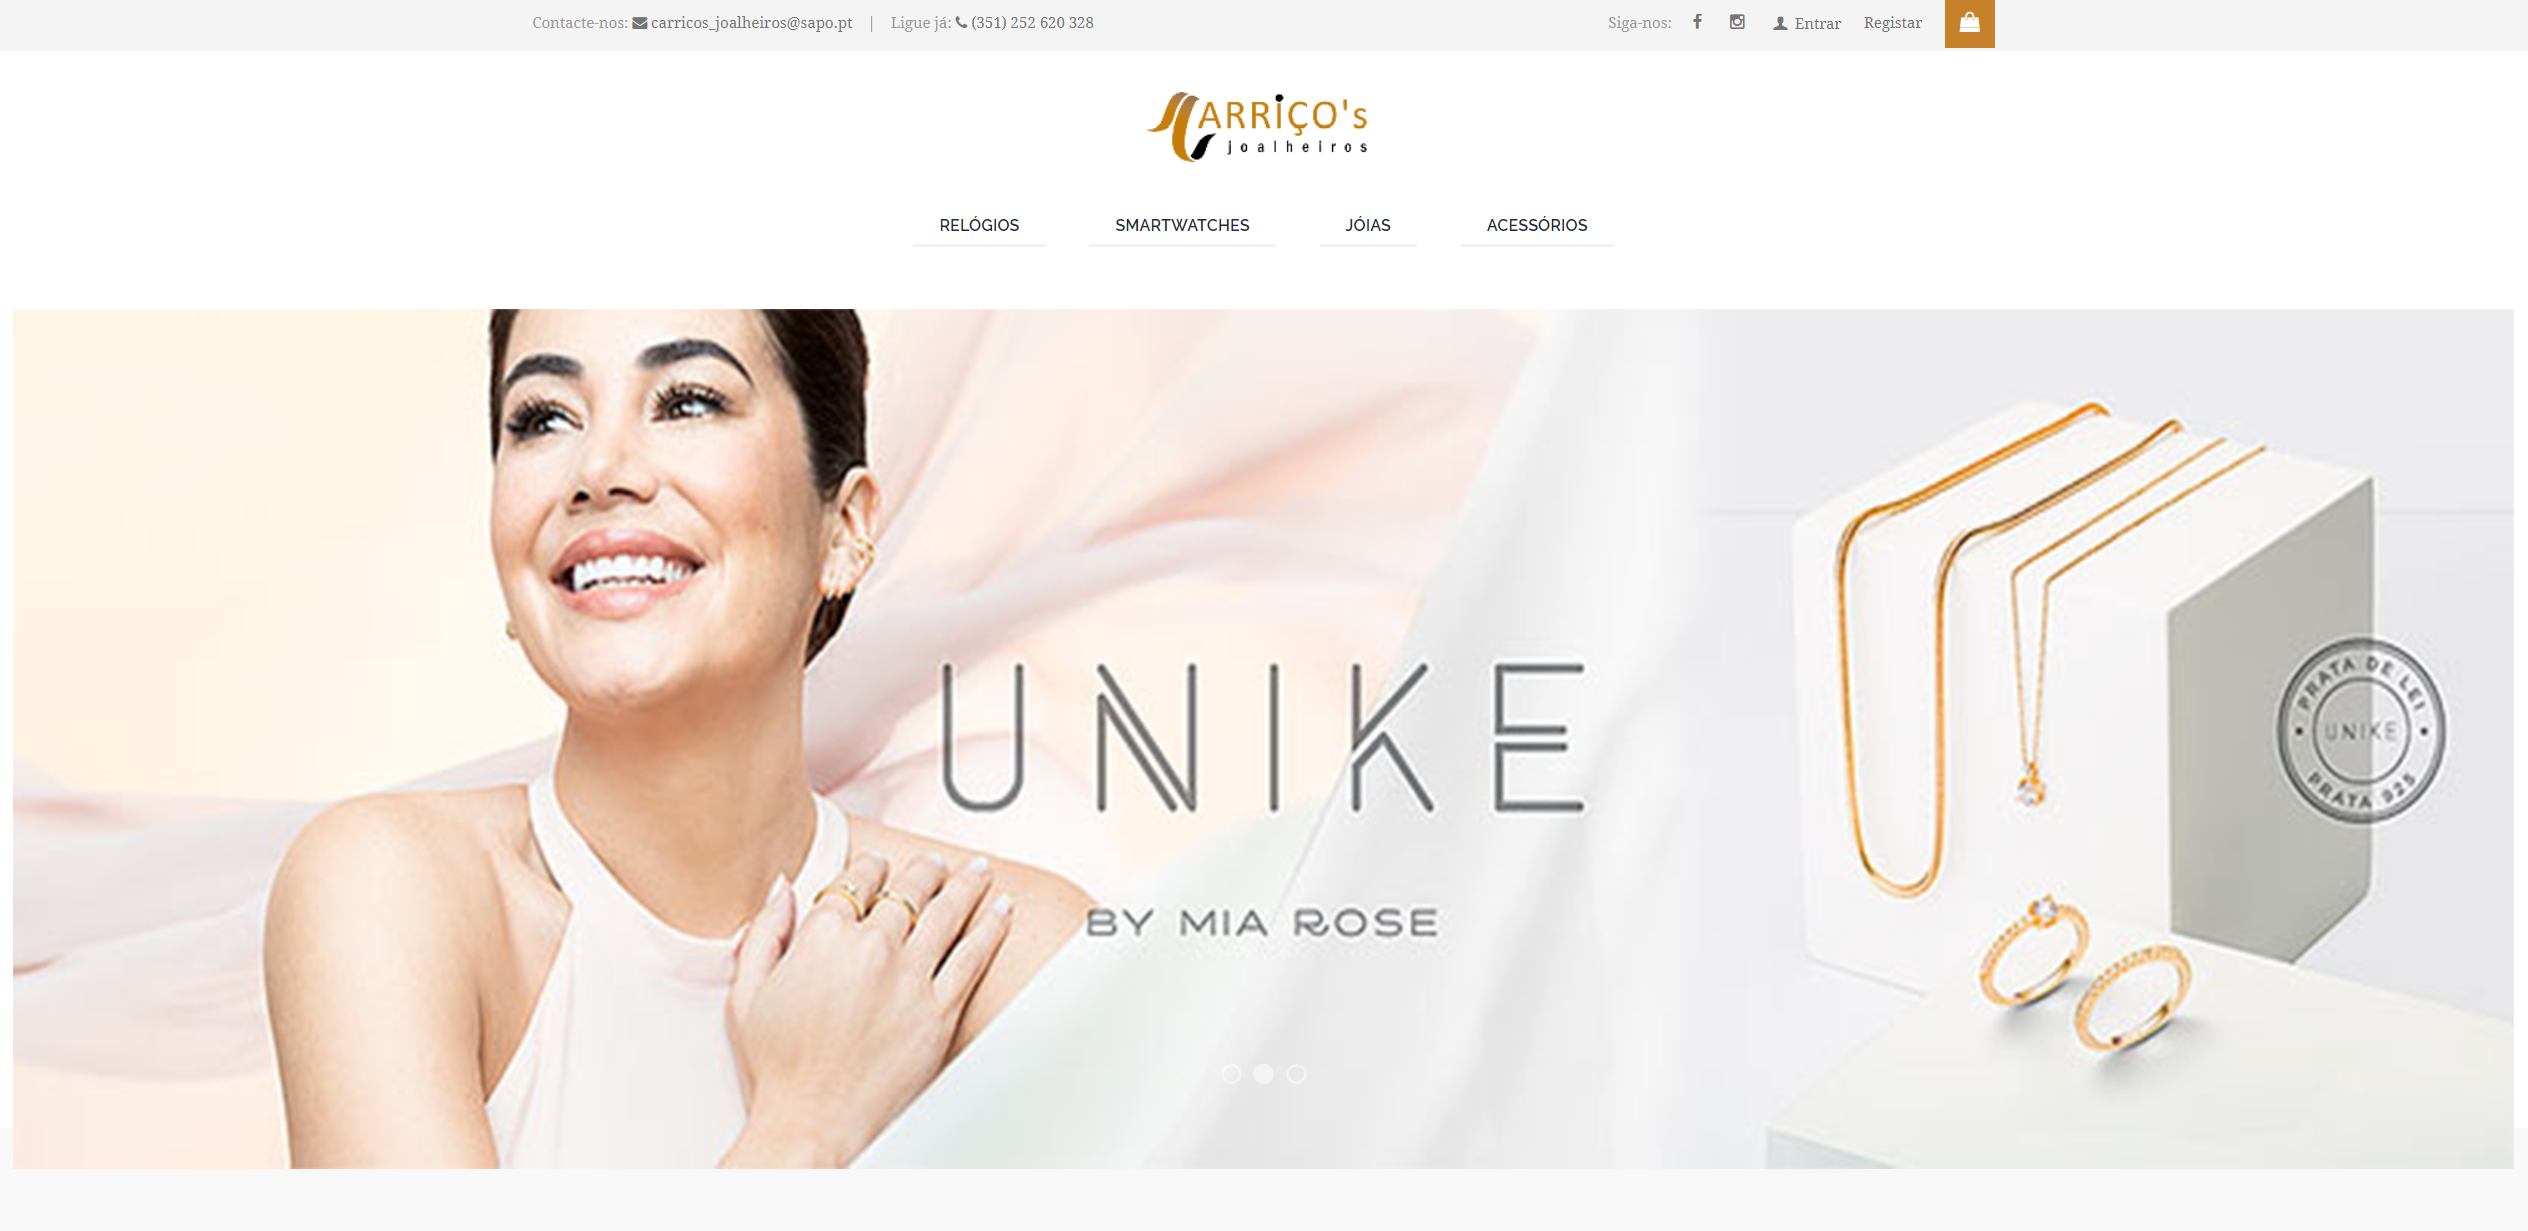 Contacte-nos: carricos_joalheiros@sapo.pt | Ligue já: (351) 252 620 328
Siga-nos: Entrar Registar
CARRiÇO's
joalheiros
RELÓGIOS SMARTWATCHES JÓIAS ACESSÓRIOS
UNIKE
BY MIA ROSE
PRATA DE LEI
UNIKE
PRATA 925